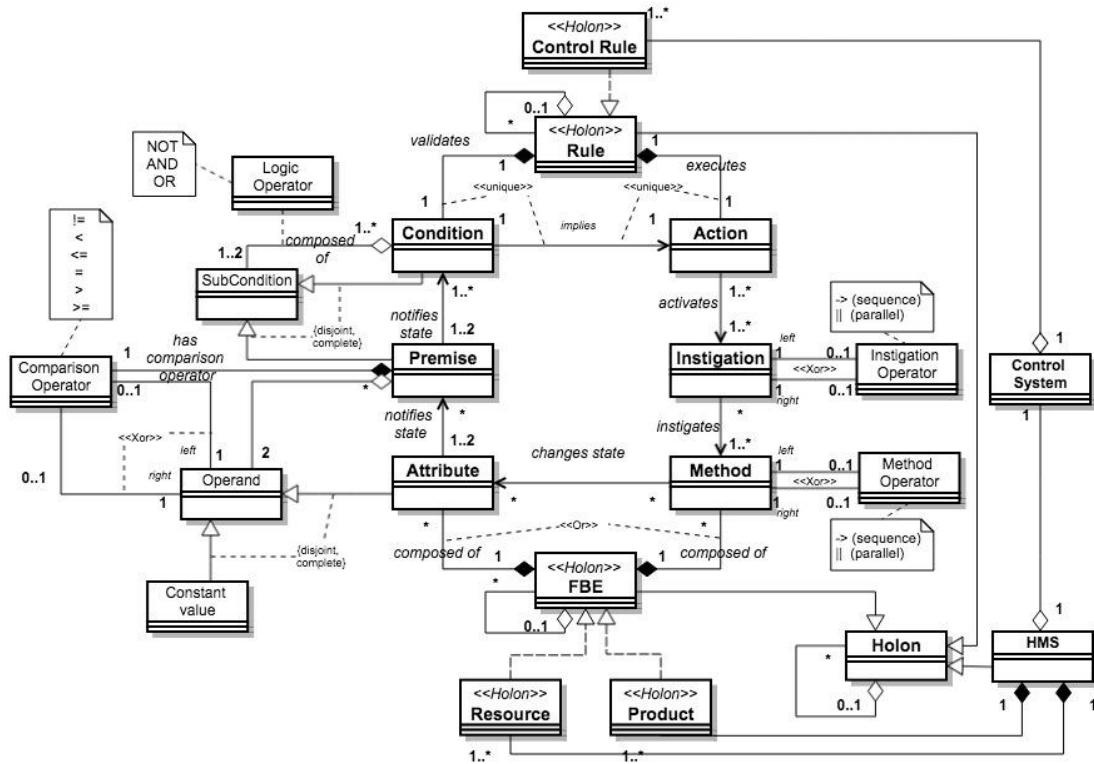 1..*
<<Holon>>
Control Rule
0..1
*
<<Holon>>
Rule
1
1
validates
executes
NOT
AND
OR
Logic
Operator
<<unique>>
<<unique>>
1
1
1
1
implies
!=
<
<=
=
>
>=
1..*
composed
of
1..2
Condition
Action
SubCondition
1..*
1..*
{disjoint,
complete}
notifies
state
activates
-> (sequence)
|| (parallel)
1..2
1..*
has
comparison
operator
1
0..1
Comparison
Operator
Premise
*
*
Instigation
1
left
0..1
<<Xor>>
1
right
0..1
Instigation
Operator
1
Control
System
1
*
notifies
state
instigates
<<Xor>>
left
right
1
2
1..2
1..*
0..1
1
Operand
Attribute
changes state
*
*
Method
1
left
0..1
<<Xor>>
1
right
0..1
Method
Operator
*
*
<<Or>>
{disjoint,
complete}
composed of
composed of
-> (sequence)
|| (parallel)
1
1
Constant
value
<<Holon>>
FBE
*
0..1
1
Holon
*
0..1
HMS
<<Holon>>
Resource
<<Holon>>
Product
1
1
1..*
1..*